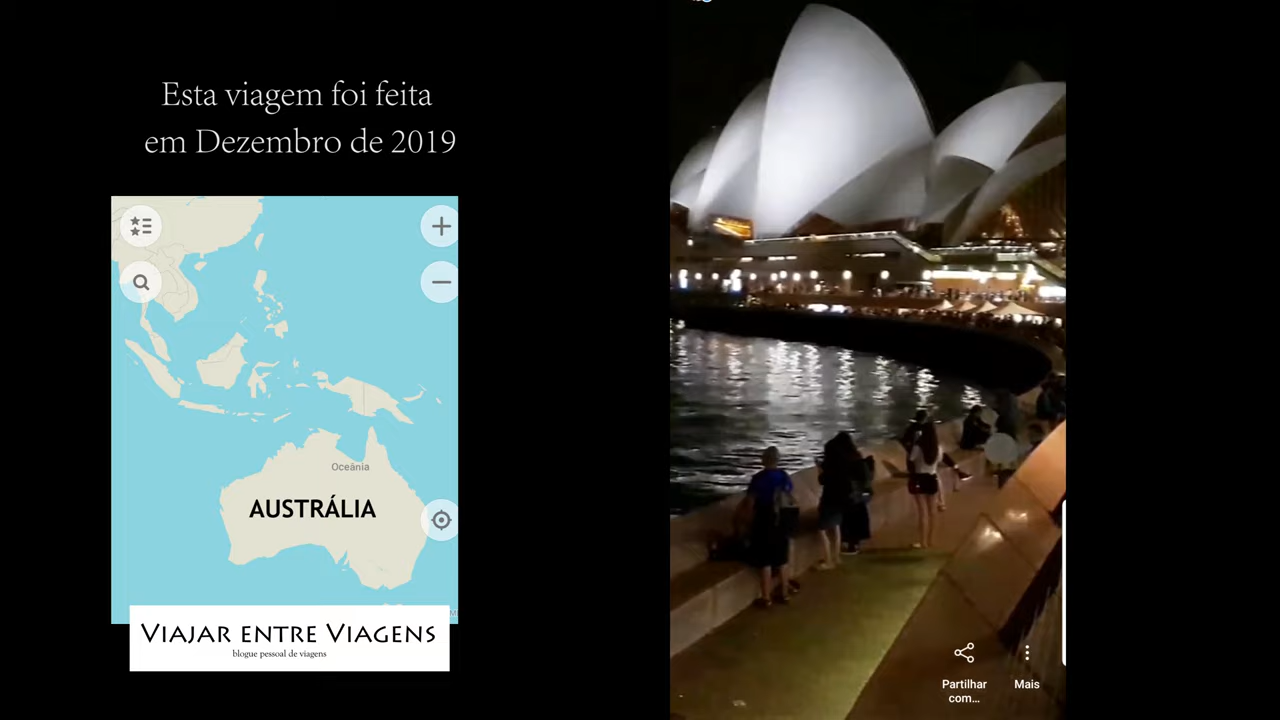 Esta viagem foi feita
em Dezembro de 2019
Oceânia
AUSTRÁLIA
VIAJAR ENTRE VIAGENS
blogue pessoal de viagens
Partilhar
com...
Mais